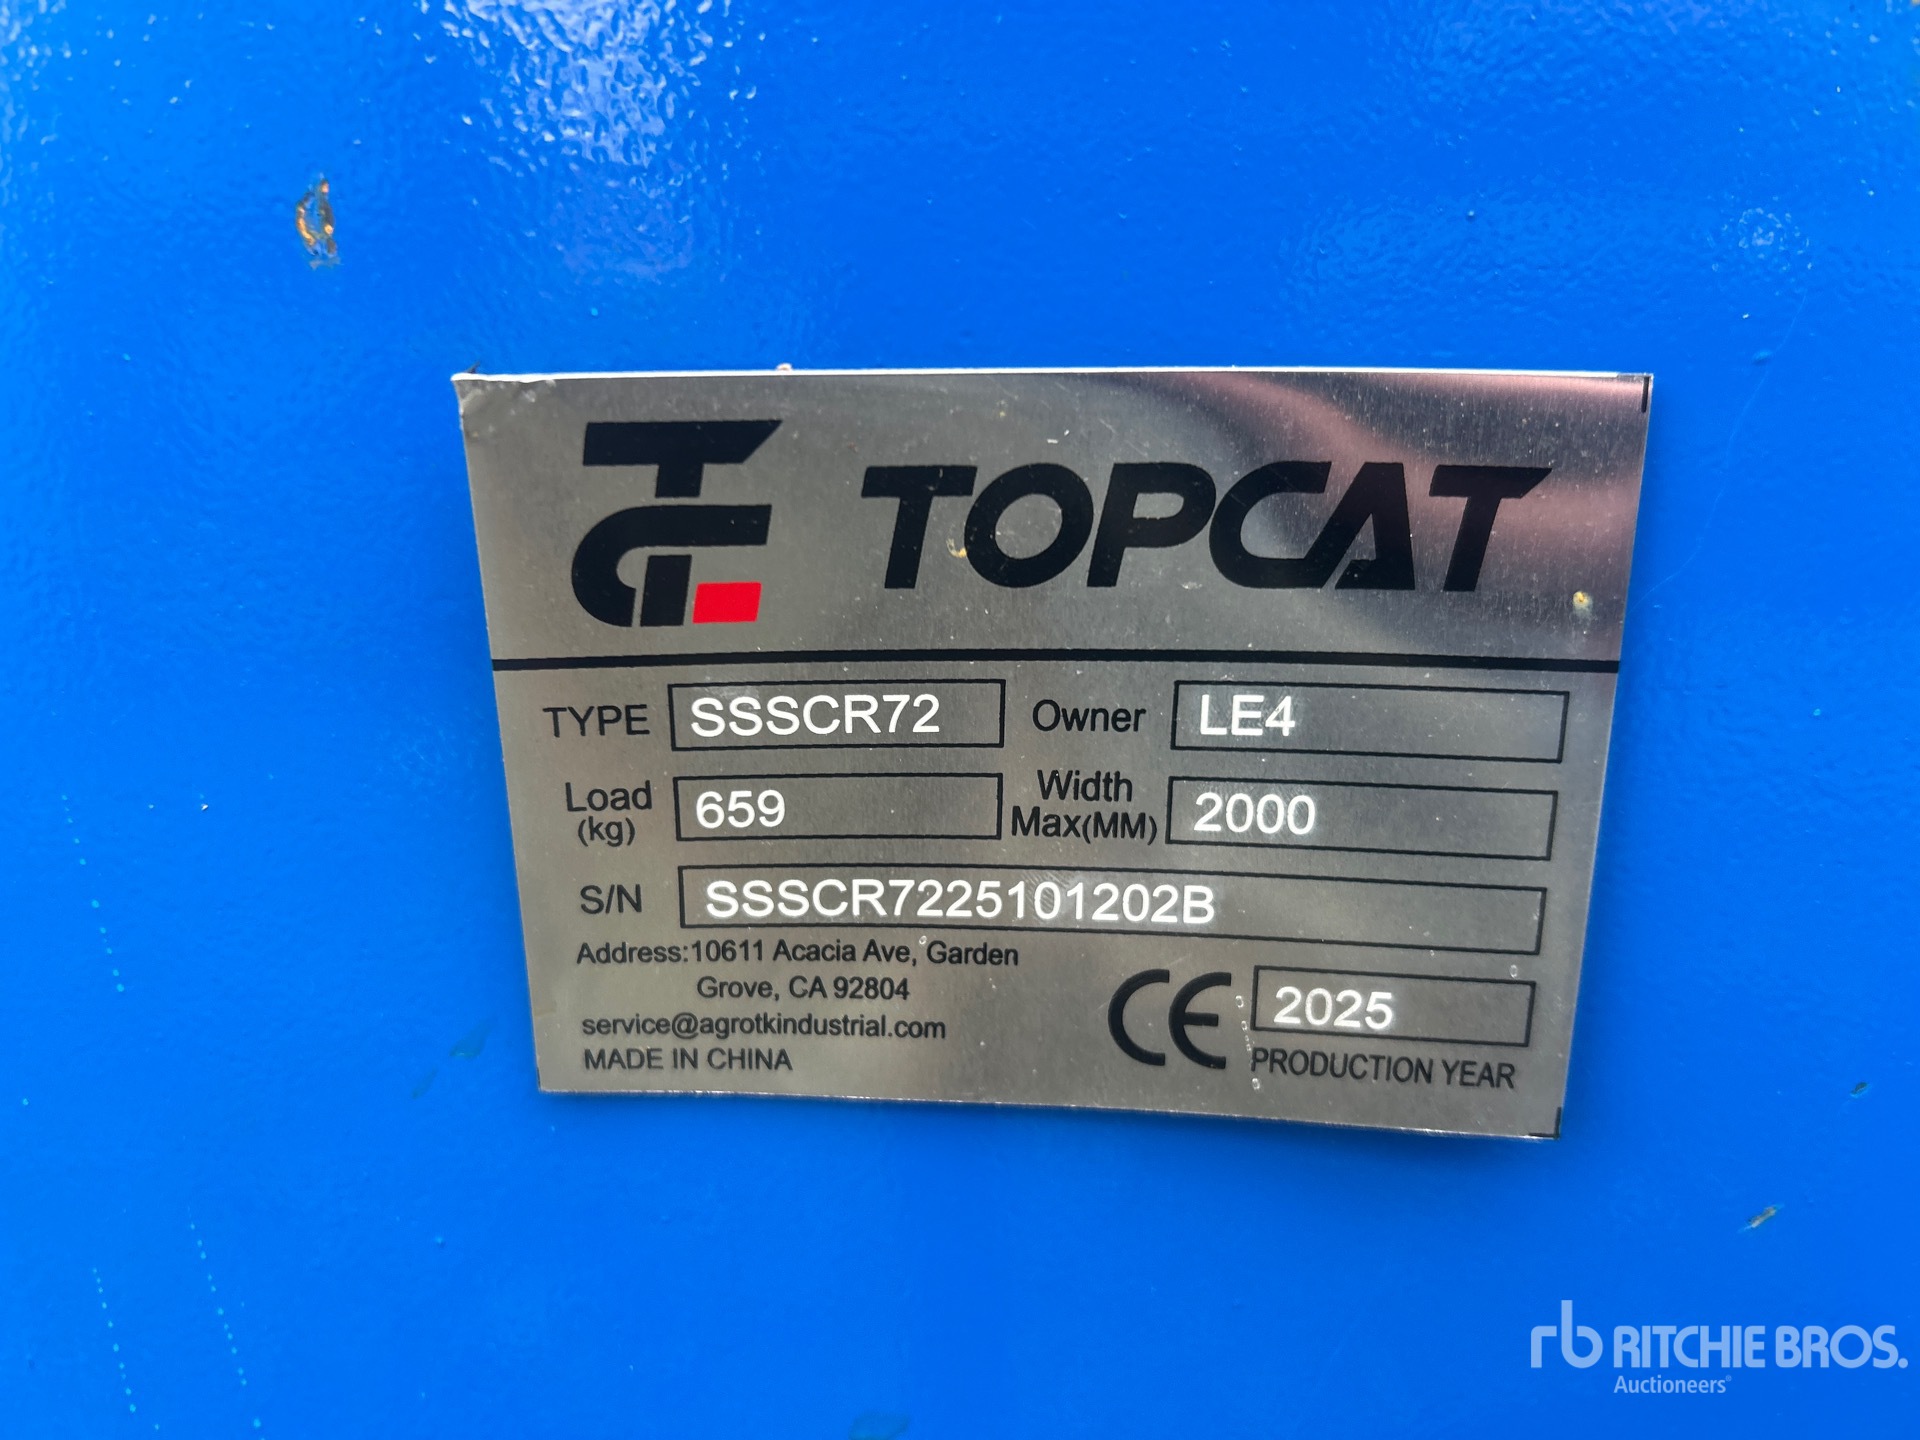 TOPCAT
TYPE SSSCR72 Owner LE4
Load (kg) 659 Width Max(MM) 2000
S/N SSSCR7225101202B
Address:10611 Acacia Ave, Garden
Grove, CA 92804
service@agrotkindustrial.com
MADE IN CHINA
CE 2025
PRODUCTION YEAR
rb RITCHIE BROS.
Auctioneers